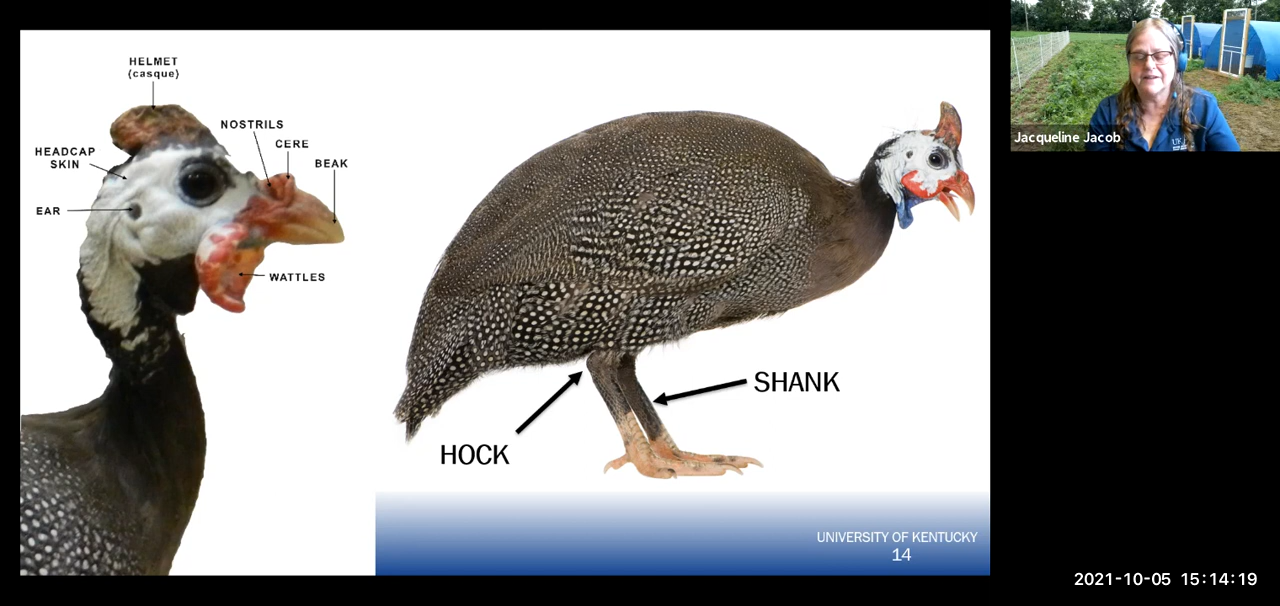 HELMET
(casque)
NOSTRILS
CERE
BEAK
HEADCAP
SKIN
EAR
WATTLES
SHANK
HOCK
UNIVERSITY OF KENTUCKY
14
Jacqueline Jacob
UK
2021-10-05 15:14:19